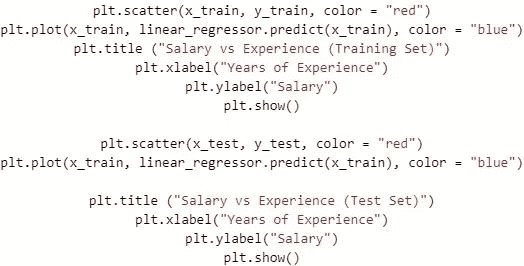 plt.scatter(x_train, y_train, color = "red")
plt.plot(x_train, linear_regressor.predict(x_train), color = "blue")
plt.title ("Salary vs Experience (Training Set)")
plt.xlabel("Years of Experience")
plt.ylabel("Salary")
plt.show()
plt.scatter(x_test, y_test, color = "red")
plt.plot(x_train, linear_regressor.predict(x_train), color = "blue")
plt.title ("Salary vs Experience (Test Set)")
plt.xlabel("Years of Experience")
plt.ylabel("Salary")
plt.show()